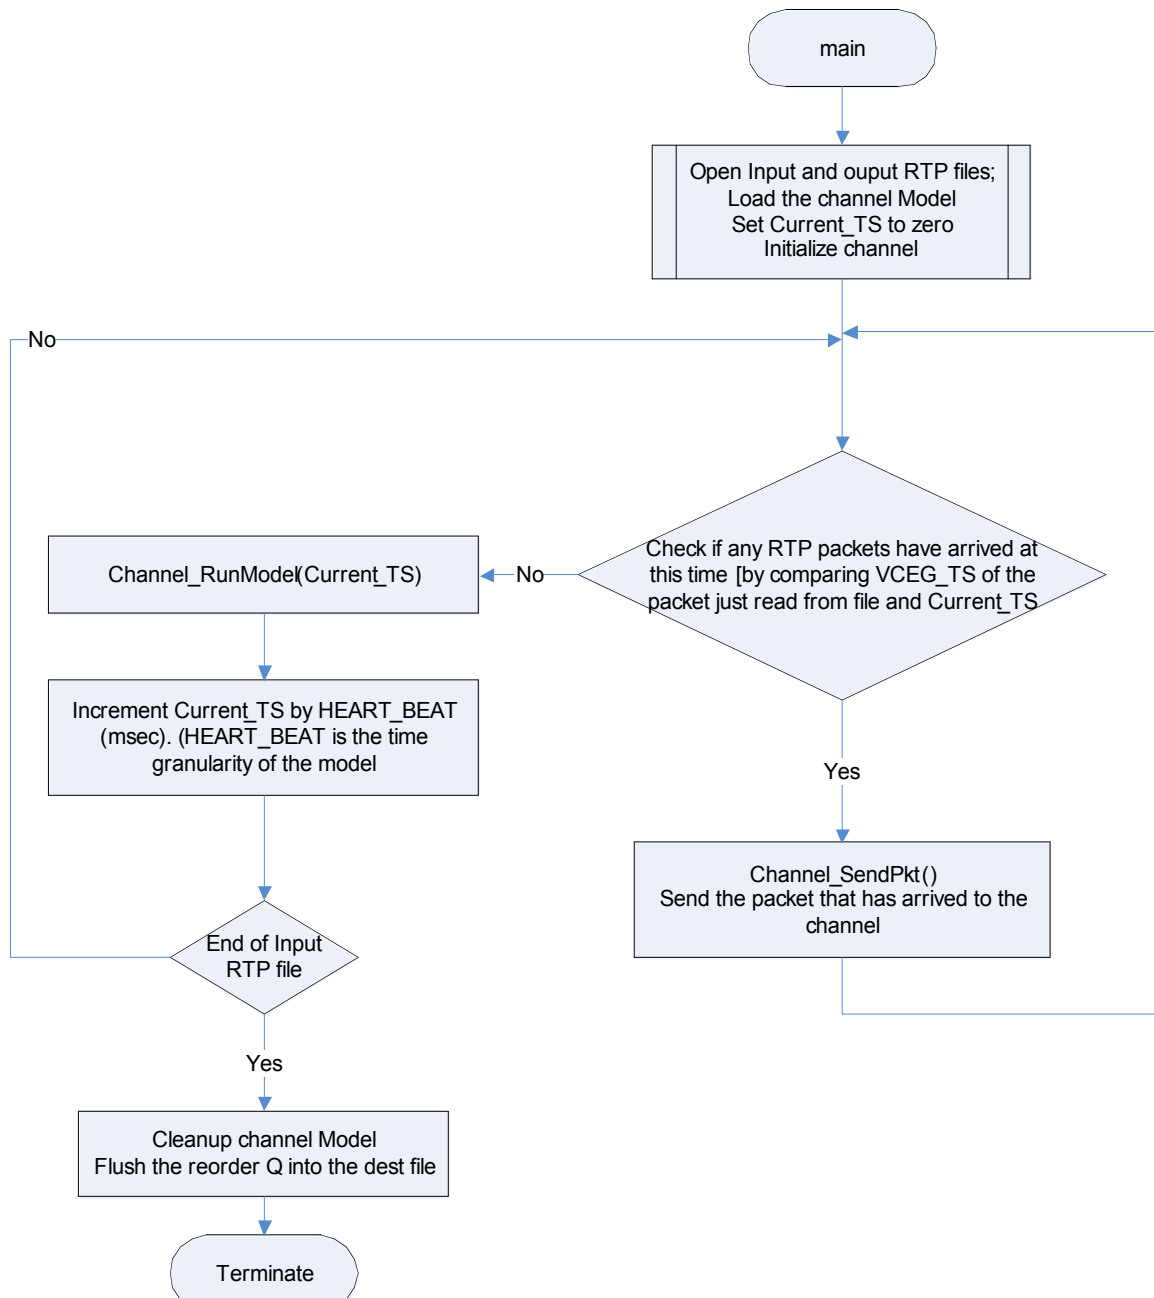 main
Open Input and ouput RTP files;
Load the channel Model
Set Current_TS to zero
Initialize channel
No
Check if any RTP packets have arrived at
this time [by comparing VCEG_TS of the
packet just read from file and Current_TS
No
Channel_RunModel(Current_TS)
Increment Current_TS by HEART_BEAT
(msec). (HEART_BEAT is the time
granularity of the model
Yes
Channel_SendPkt()
Send the packet that has arrived to the
channel
End of Input
RTP file
Yes
Cleanup channel Model
Flush the reorder Q into the dest file
Terminate